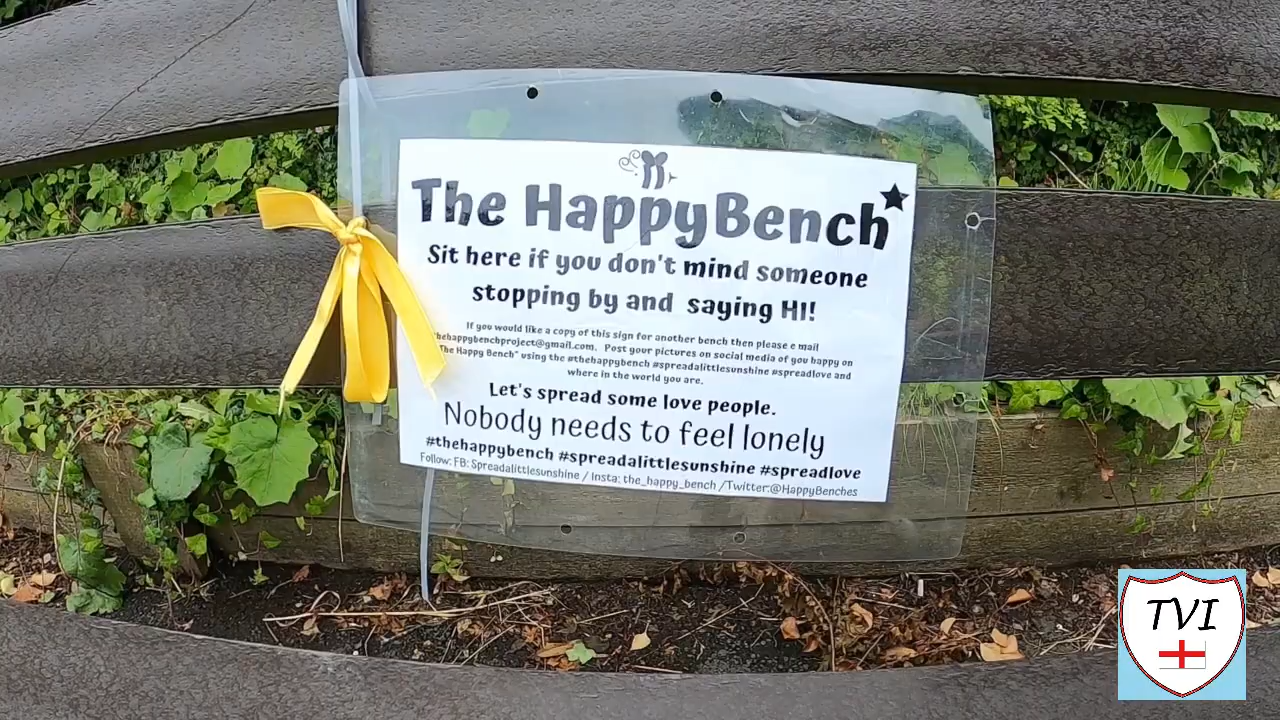 The HappyBench
Sit here if you don't mind someone
stopping by and saying HI!
If you would like a copy of this sign for another bench then please e mail
thehappybenchproject@gmail.com. Post your pictures on social media of you happy on
The Happy Bench" using the #thehappybench #spreadalittlesunshine #spreadlove and
where in the world you are.
Let's spread some love people.
Nobody needs to feel lonely
#thehappybench #spreadalittlesunshine #spreadlove
Follow: FB: Spreadalittlesunshine / Insta: the_happy_bench /Twitter:@HappyBenches
TVI